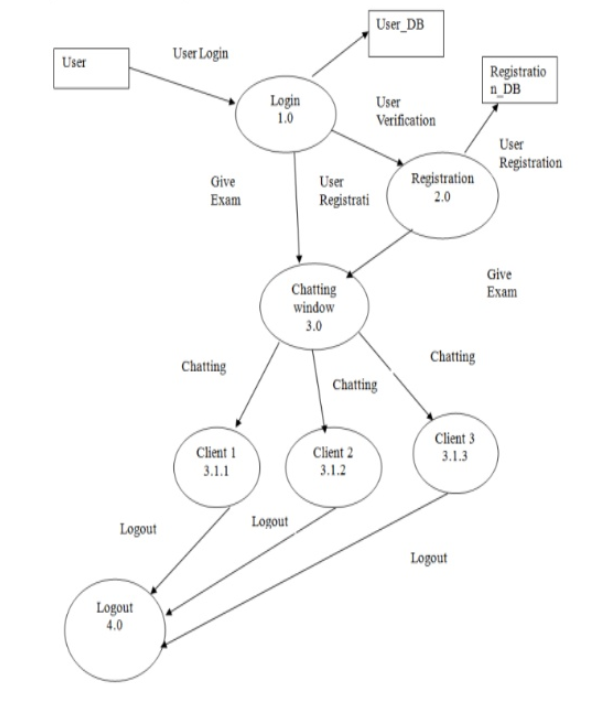 User_DB
User
User Login
Registratio
n_DB
Login
1.0
User
Verification
User
Registration
Give
Exam
User
Registrati
Registration
2.0
Give
Exam
Chatting
window
3.0
Chatting
Chatting
Chatting
Client 1
3.1.1
Client 2
3.1.2
Client 3
3.1.3
Logout
Logout
Logout
Logout
4.0